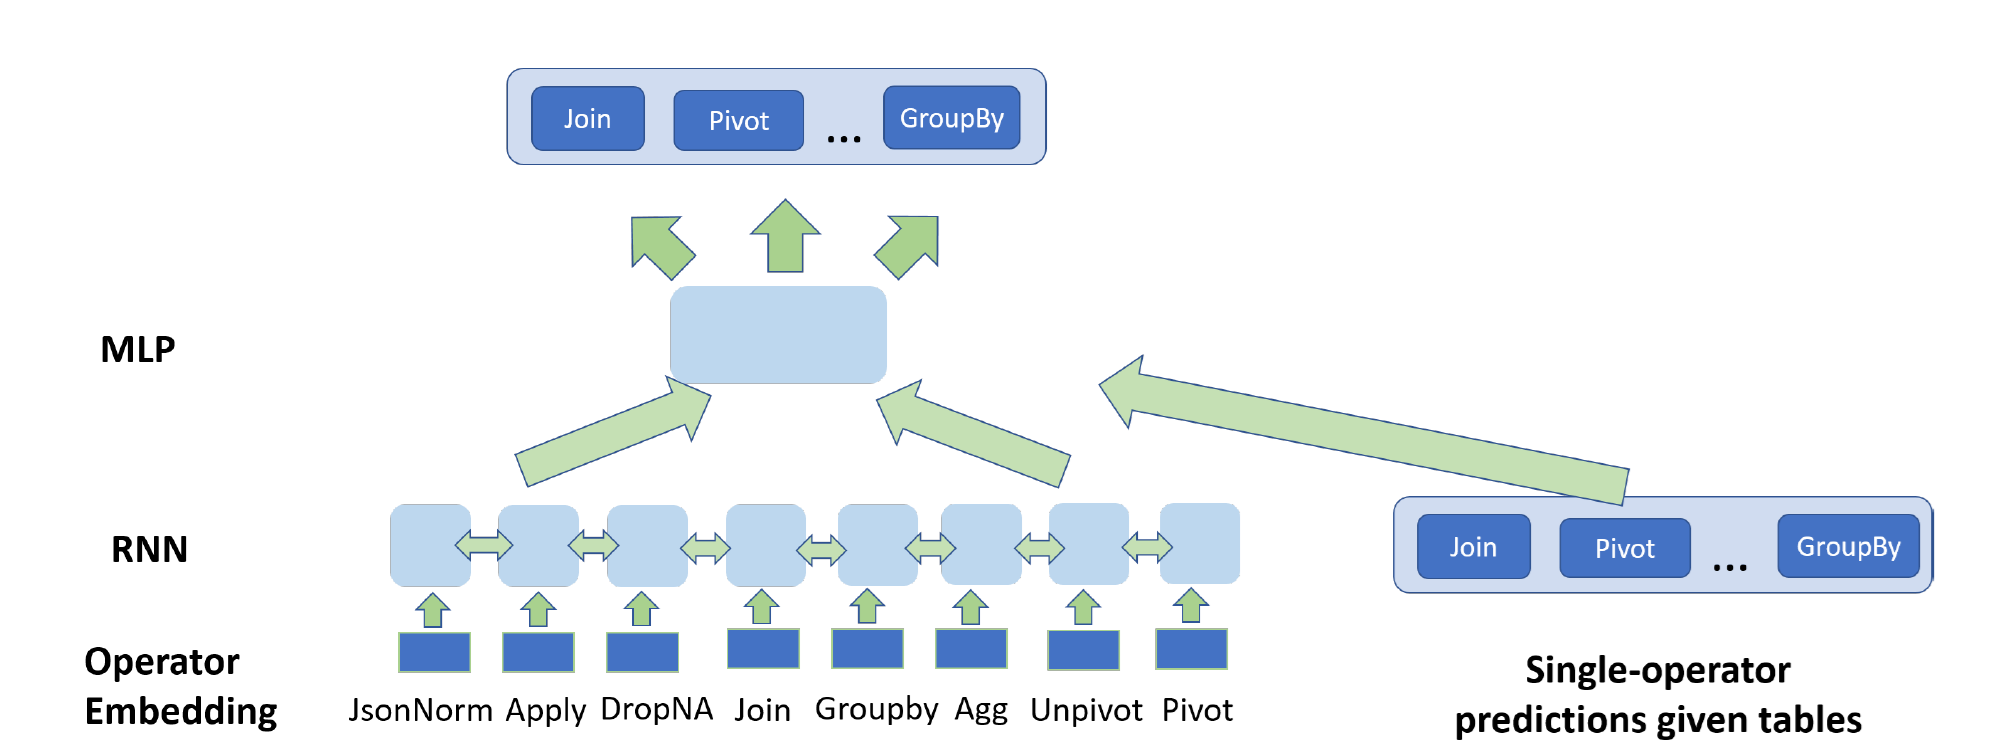 Join Pivot ... GroupBy
MLP
RNN
Join Pivot ... GroupBy
Operator
Embedding
JsonNorm Apply DropNA Join Groupby Agg Unpivot Pivot
Single-operator
predictions given tables